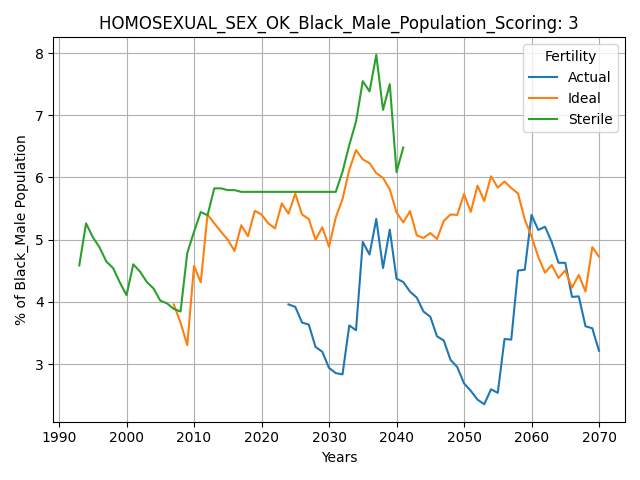 HOMOSEXUAL_SEX_OK_Black_Male_Population_Scoring: 3
% of Black_Male Population
8
7
6
5
4
3
Fertility
Actual
Ideal
Sterile
1990 2000 2010 2020 2030 2040 2050 2060 2070
Years